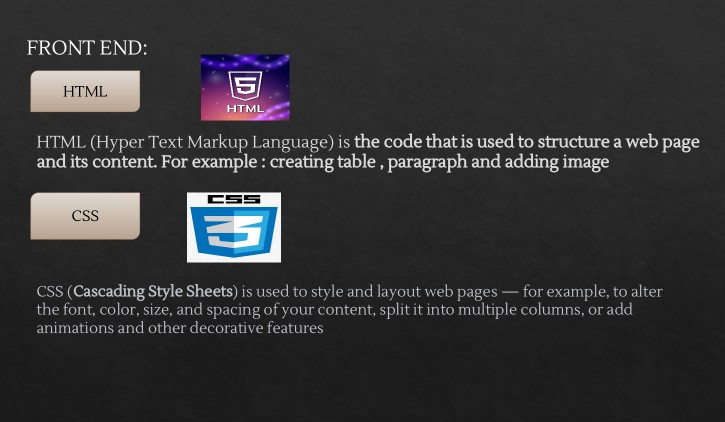 FRONT END:
HTML
5
HTML
HTML (Hyper Text Markup Language) is the code that is used to structure a web page
and its content. For example : creating table , paragraph and adding image
CSS
CSS
3
CSS (Cascading Style Sheets) is used to style and layout web pages — for example, to alter
the font, color, size, and spacing of your content, split it into multiple columns, or add
animations and other decorative features